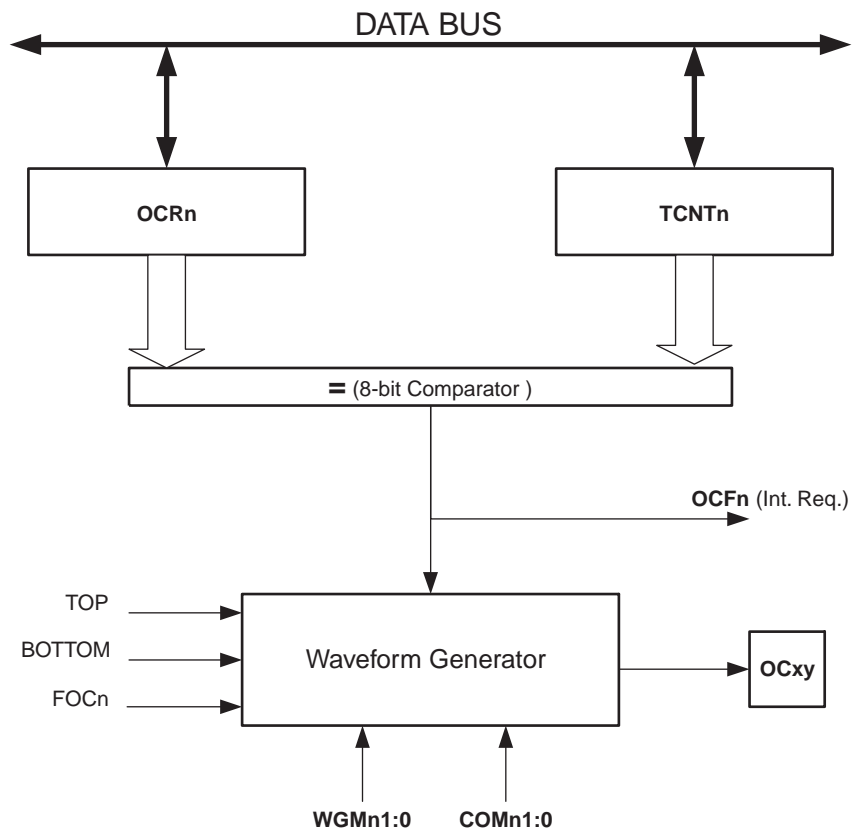 DATA BUS
OCRn
TCNTn
= (8-bit Comparator )
OCFn (Int. Req.)
TOP
BOTTOM
FOCn
Waveform Generator
OCxy
WGMn1:0
COMn1:0